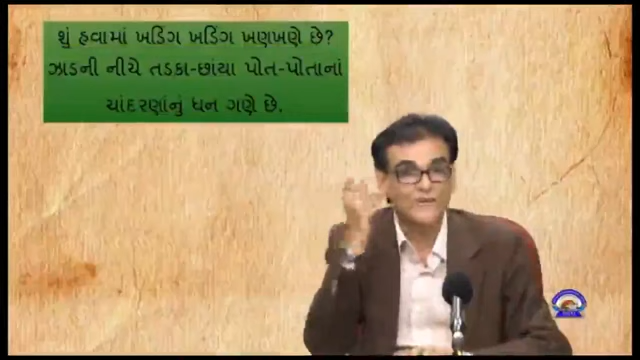 શું હવામાં ખડિંગ ખડિંગ ખણખણે છે?
ઝાડની નીચે તડકા-છાંયા પોત-પોતાનાં
ચાંદરણાંનું ધન ગણે છે.